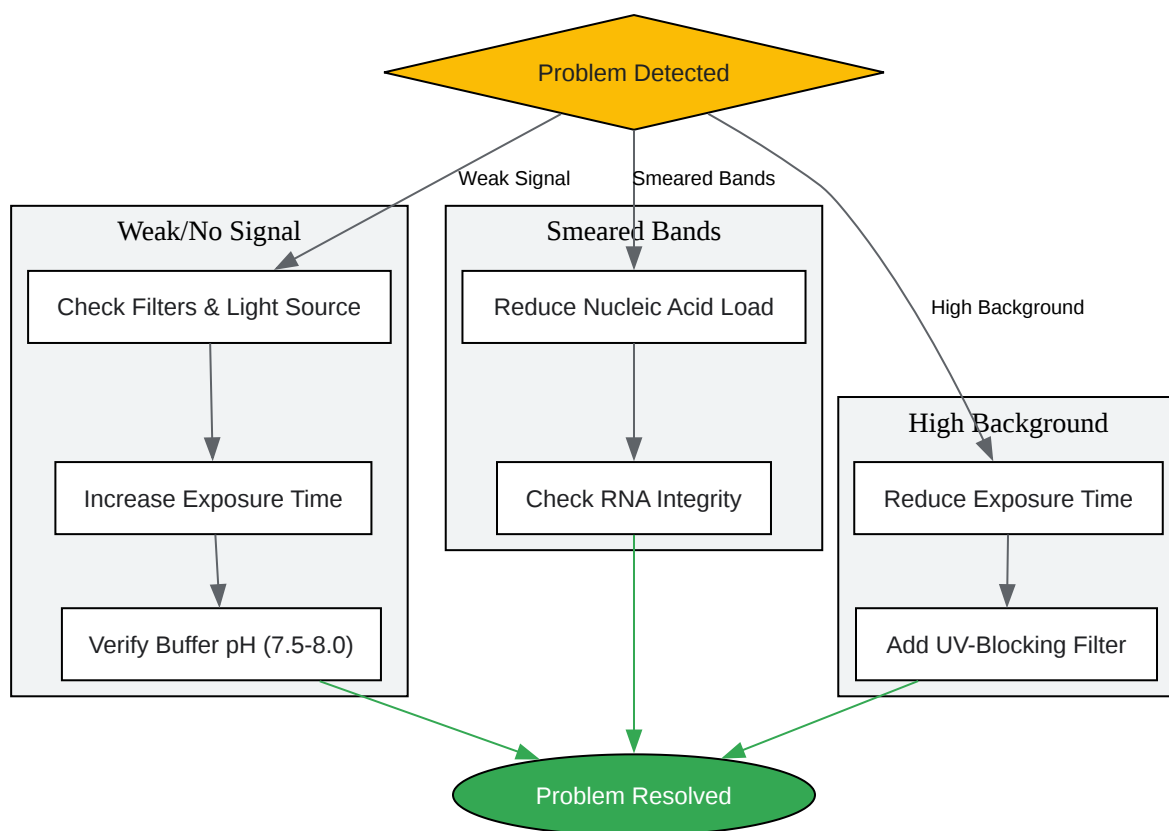 Problem Detected
Weak Signal
Smeared Bands
High Background
Weak/No Signal
Check Filters & Light Source
Increase Exposure Time
Verify Buffer pH (7.5-8.0)
Smeared Bands
Reduce Nucleic Acid Load
Check RNA Integrity
High Background
Reduce Exposure Time
Add UV-Blocking Filter
Problem Resolved